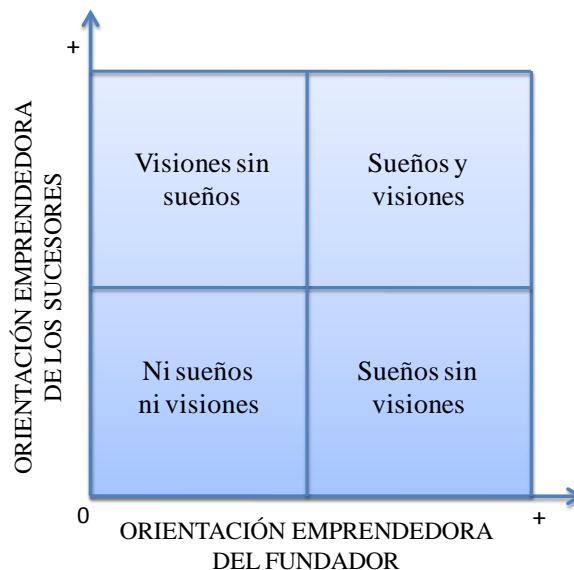 +
ORIENTACIÓN EMPRENDEDORA
DE LOS SUCESORES
Visiones sin
sueños
Sueños y
visiones
Ni sueños
ni visiones
Sueños sin
visiones
0
+
ORIENTACIÓN EMPRENDEDORA
DEL FUNDADOR